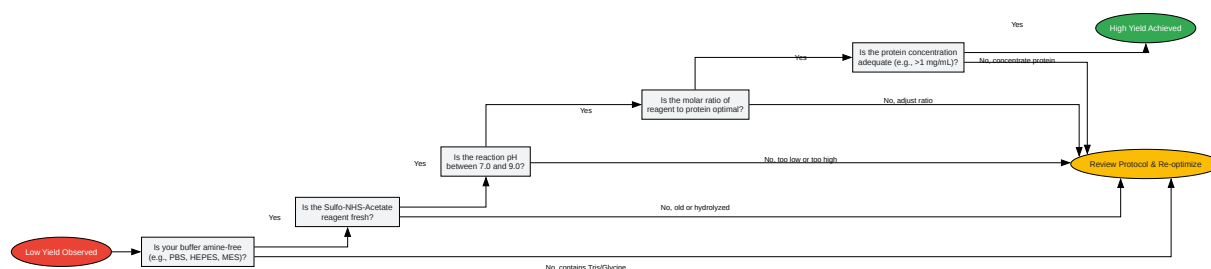 Yes
High Yield Achieved
Is the protein concentration
adequate (e.g., >1 mg/mL)?
Yes
No, concentrate protein
Is the molar ratio of
reagent to protein optimal?
No, adjust ratio
Yes
Is the reaction pH
between 7.0 and 9.0?
No, too low or too high
Yes
Review Protocol & Re-optimize
Is the Sulfo-NHS-Acetate
reagent fresh?
No, old or hydrolyzed
Yes
Low Yield Observed
Is your buffer amine-free
(e.g., PBS, HEPES, MES)?
No, contains Tris/Glycine